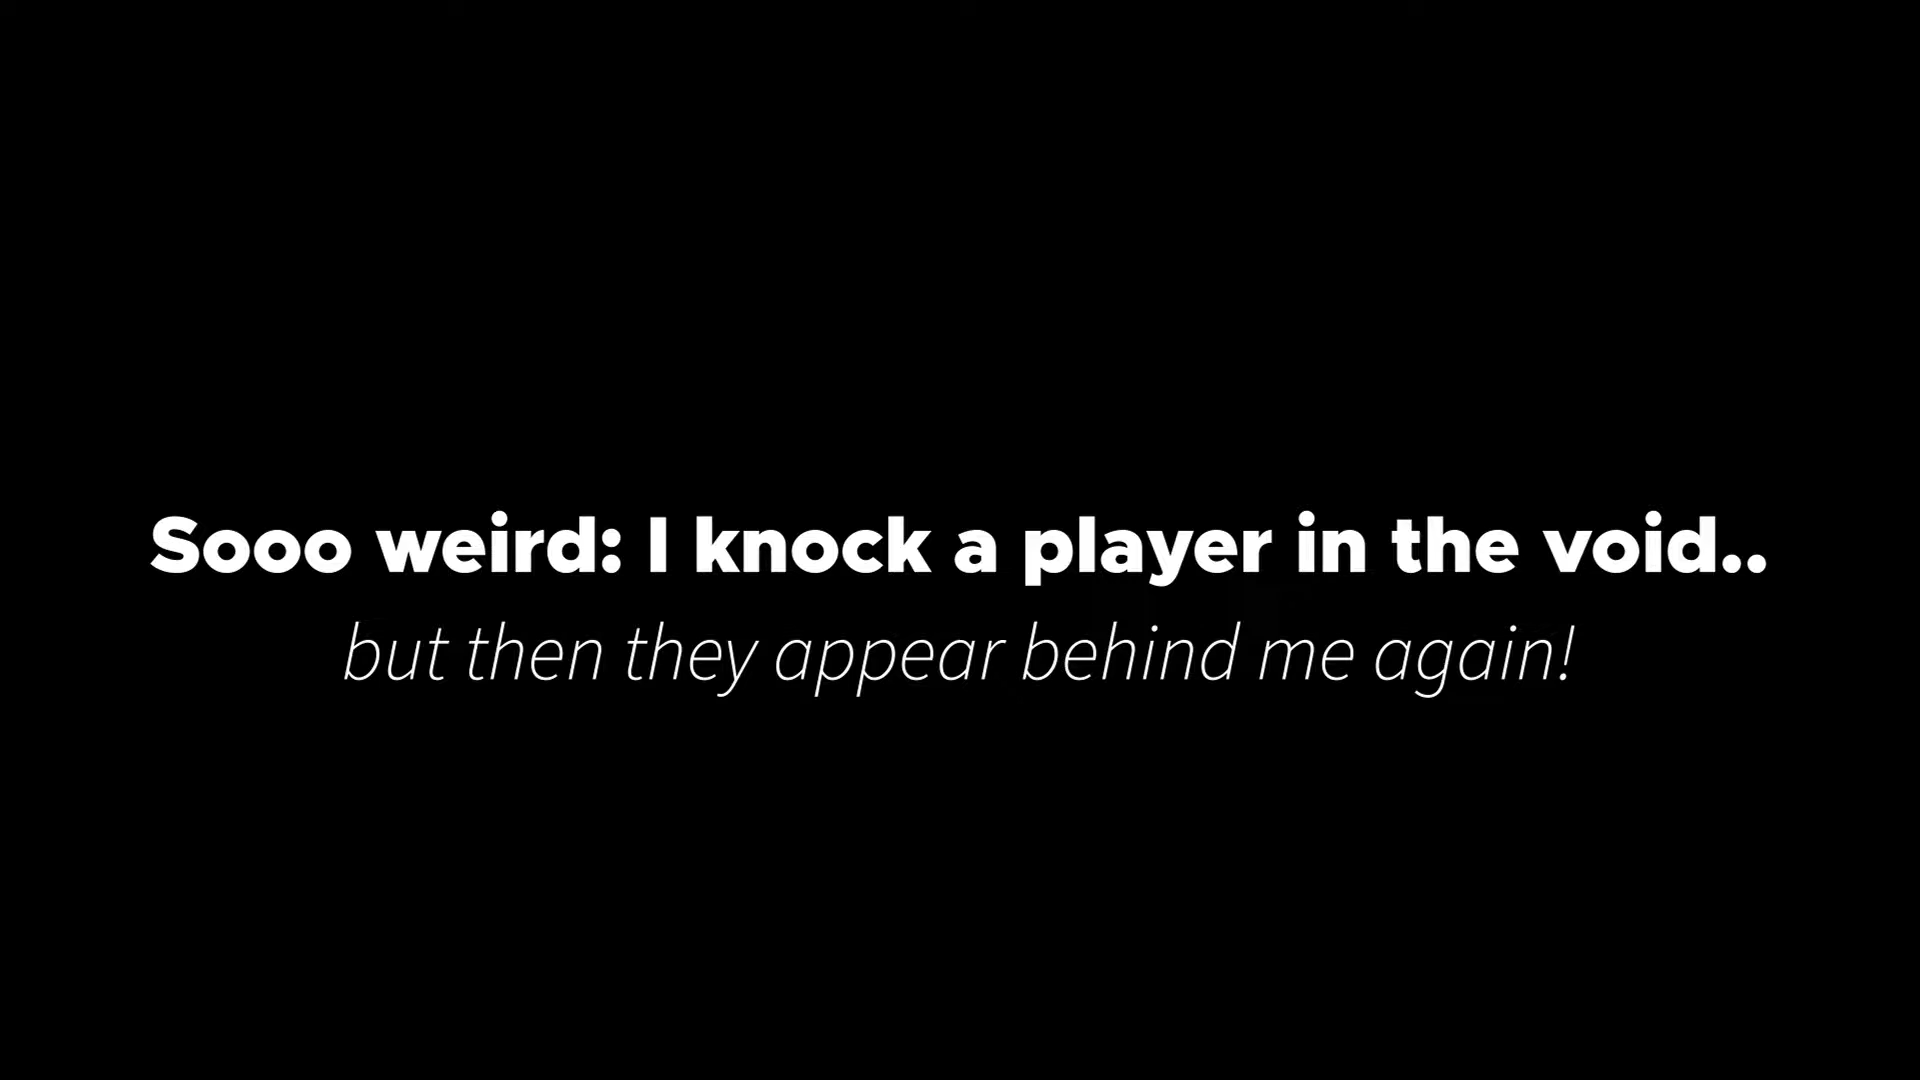 Sooo weird: I knock a player in the void..
but then they appear behind me again!